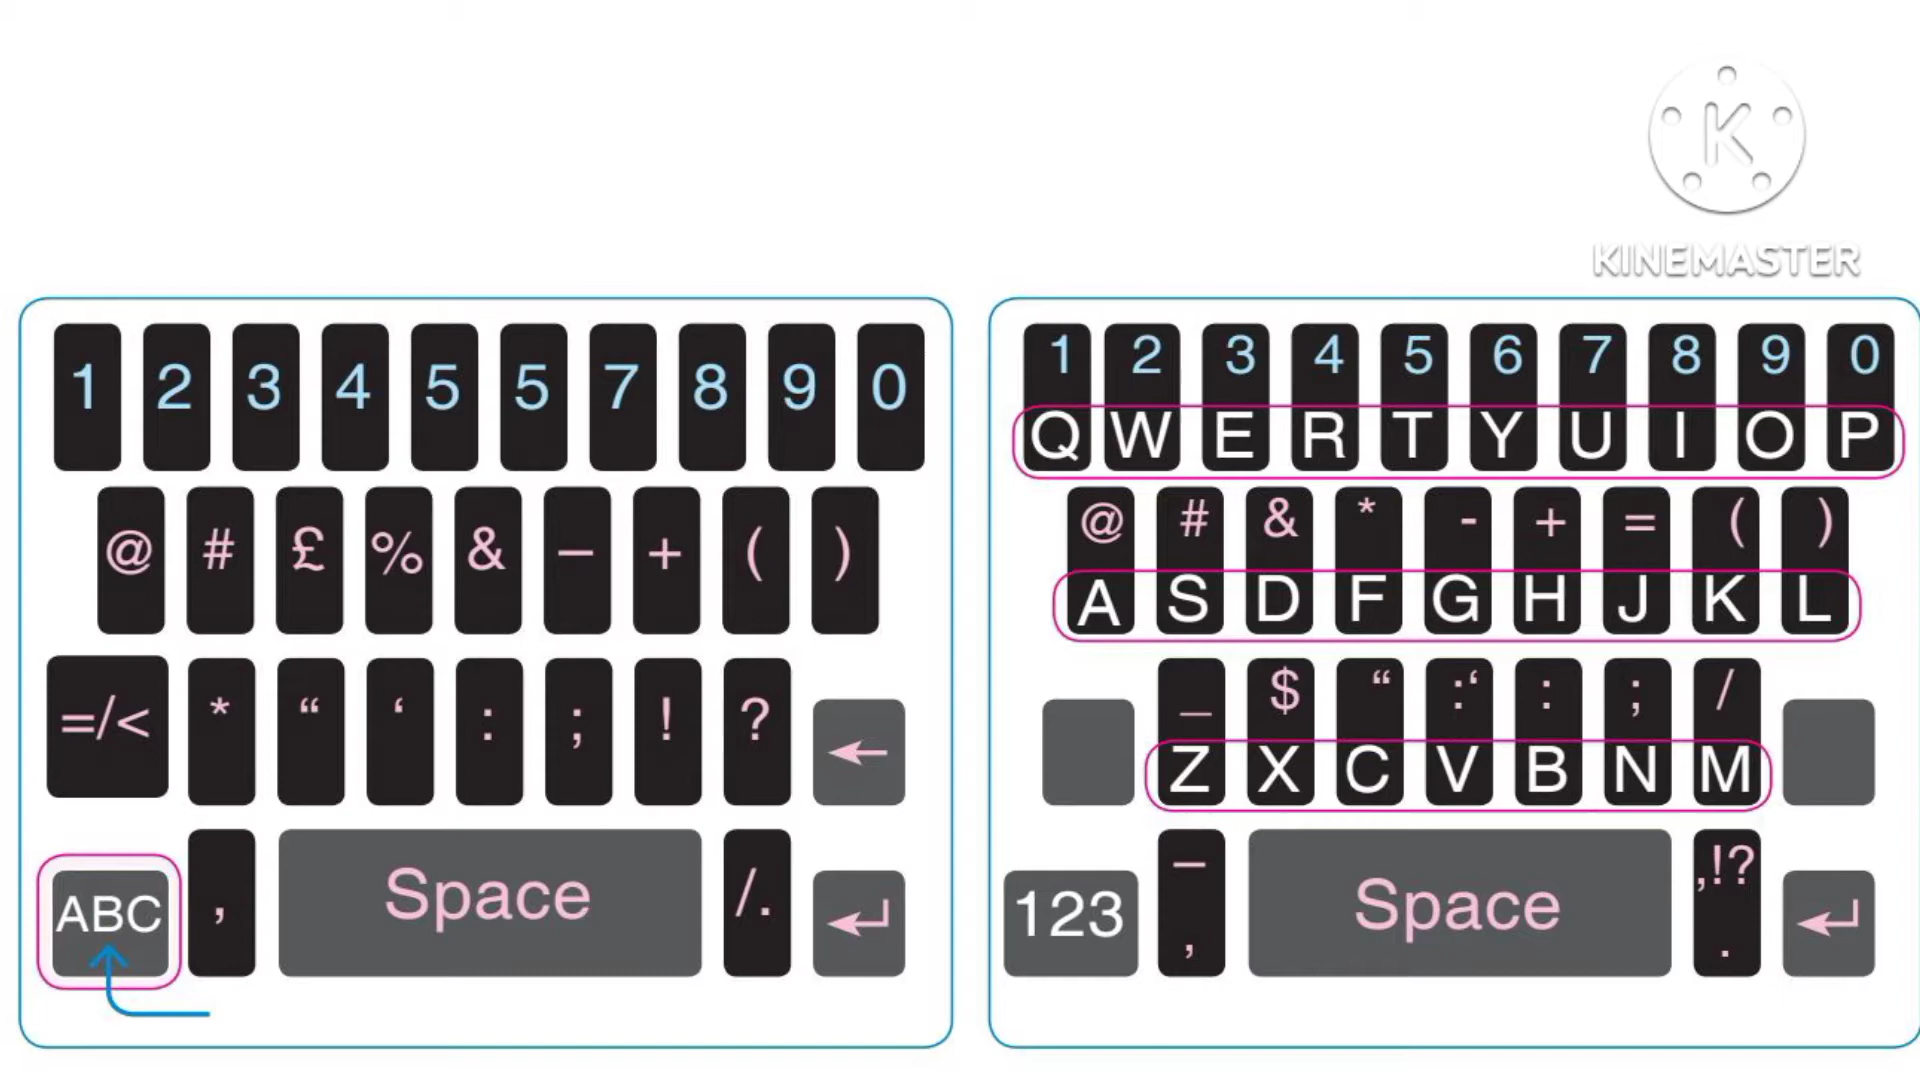 K
KINEMASTER
1 2 3 4 5 5 7 8 9 0
@ # £ % & – + ( )
=/< * “ ‘ : ; ! ? ←
ABC , Space /. ↵
1 2 3 4 5 6 7 8 9 0
Q W E R T Y U I O P
@ # & * - + = ( )
A S D F G H J K L
_ $ “ :‘ : ; /
Z X C V B N M
– ,!?
123 , Space . ↵